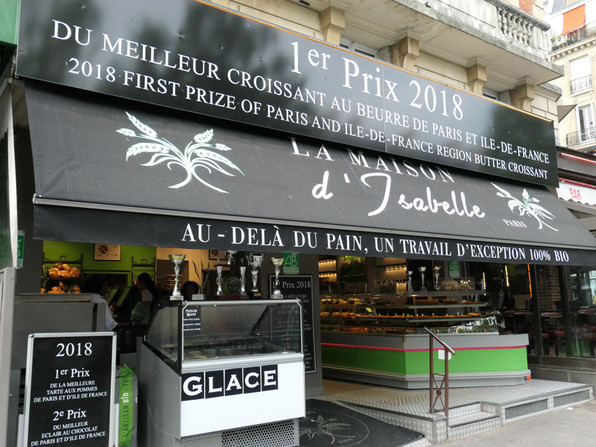 1er Prix 2018
DU MEILLEUR CROISSANT AU BEURRE DE PARIS ET ILE-DE-FRANCE
2018 FIRST PRIZE OF PARIS AND ILE-DE-FRANCE REGION BUTTER CROISSANT
LA MAISON
d'Isabelle
PARIS
AU-DELÀ DU PAIN, UN TRAVAIL D'EXCEPTION 100% BIO
BAR
Prix 2018
GLACE
2018
1er Prix
DE LA MEILLEURE
TARTE AUX POMMES
DE PARIS ET D'ILE DE FRANCE
2e Prix
DU MEILLEUR
ECLAIR AU CHOCOLAT
DE PARIS ET D'ILE DE FRANCE